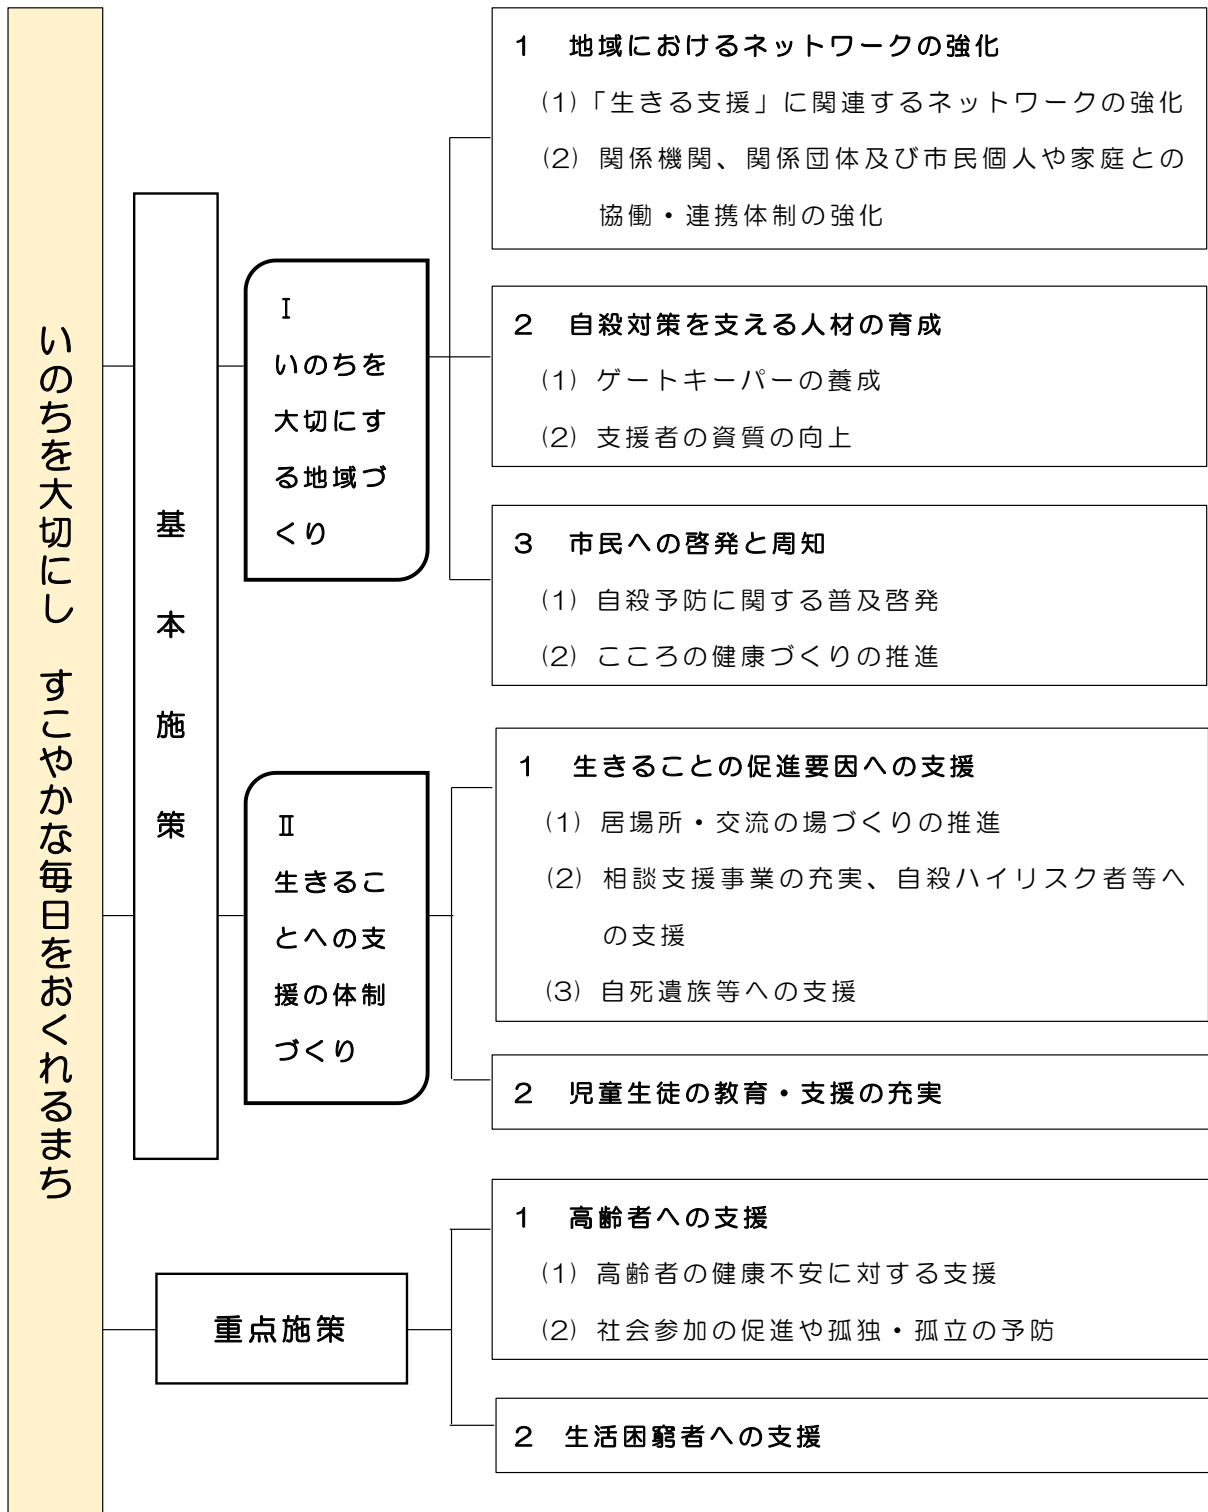 いのちを大切にし　すこやかな毎日をおくれるまち
基本施策
Ⅰ
いのちを
大切にす
る地域づ
くり
1　地域におけるネットワークの強化
(1)「生きる支援」に関連するネットワークの強化
(2) 関係機関、関係団体及び市民個人や家庭との
協働・連携体制の強化
2　自殺対策を支える人材の育成
(1) ゲートキーパーの養成
(2) 支援者の資質の向上
3　市民への啓発と周知
(1) 自殺予防に関する普及啓発
(2) こころの健康づくりの推進
Ⅱ
生きるこ
とへの支
援の体制
づくり
1　生きることの促進要因への支援
(1) 居場所・交流の場づくりの推進
(2) 相談支援事業の充実、自殺ハイリスク者等へ
の支援
(3) 自死遺族等への支援
2　児童生徒の教育・支援の充実
重点施策
1　高齢者への支援
(1) 高齢者の健康不安に対する支援
(2) 社会参加の促進や孤独・孤立の予防
2　生活困窮者への支援